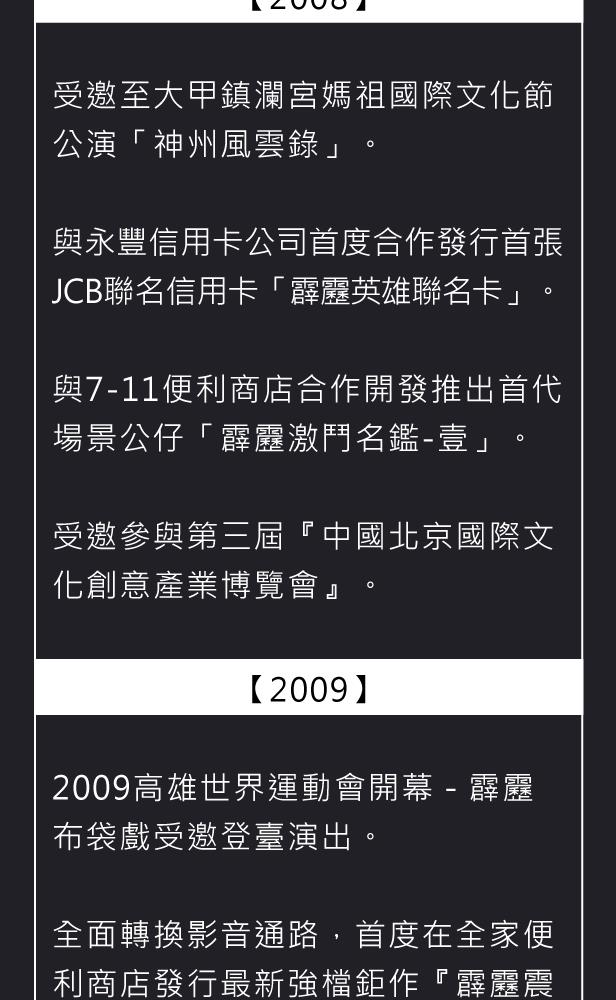 【2008】
受邀至大甲鎮瀾宮媽祖國際文化節
公演「神州風雲錄」。
與永豐信用卡公司首度合作發行首張
JCB聯名信用卡「霹靂英雄聯名卡」。
與7-11便利商店合作開發推出首代
場景公仔「霹靂激鬥名鑑-壹」。
受邀參與第三屆『中國北京國際文
化創意產業博覽會』。
【2009】
2009高雄世界運動會開幕 - 霹靂
布袋戲受邀登臺演出。
全面轉換影音通路，首度在全家便
利商店發行最新強檔鉅作『霹靂震